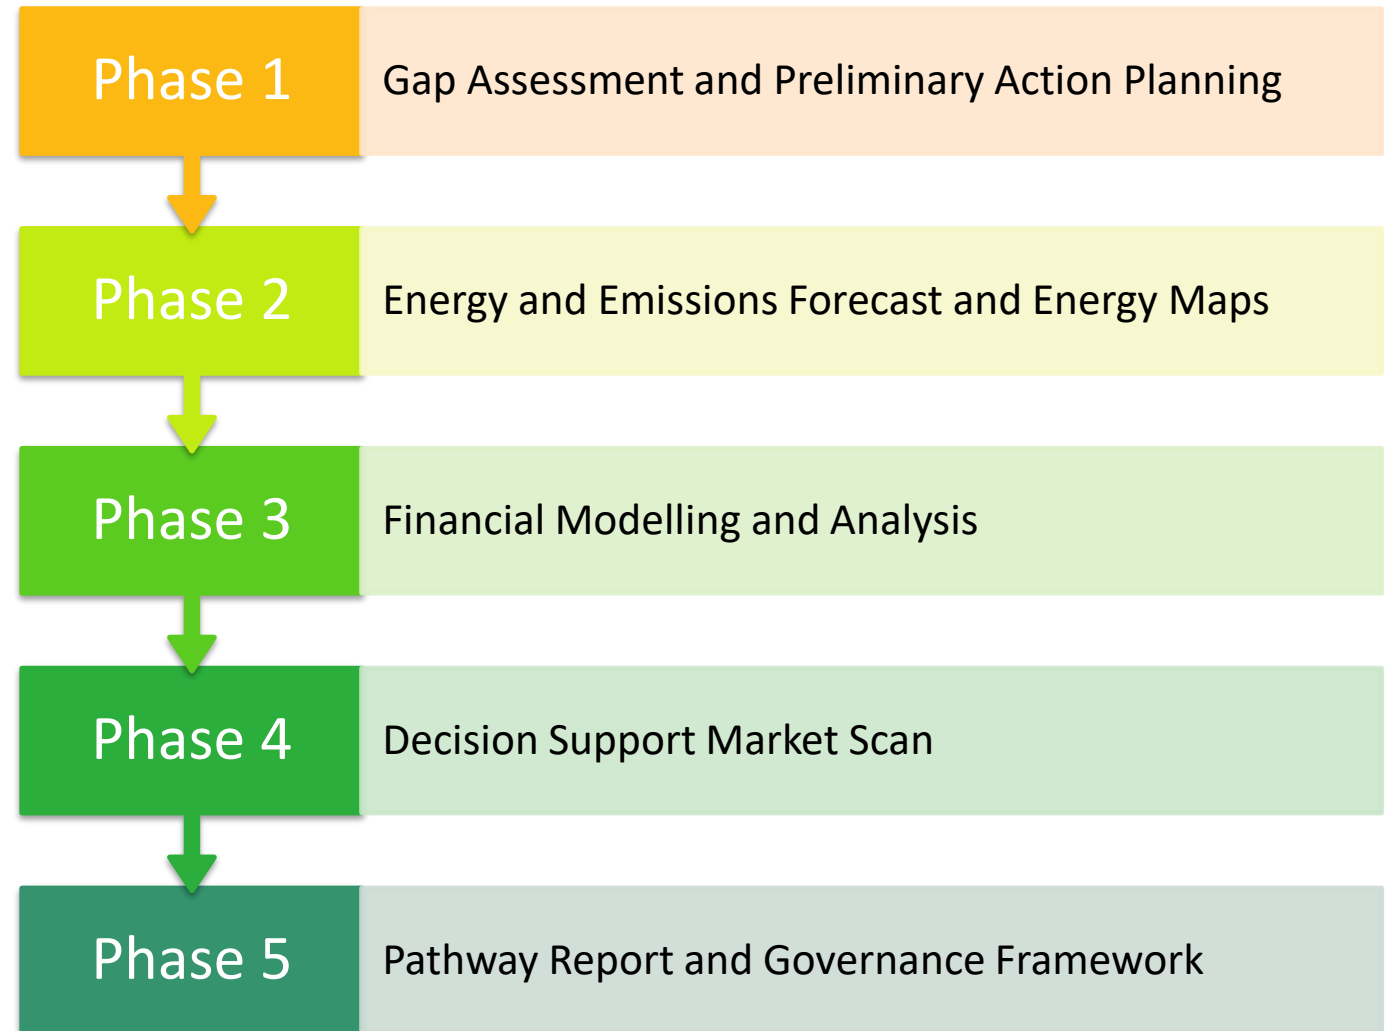 Phase 1
Gap Assessment and Preliminary Action Planning
Phase 2
Energy and Emissions Forecast and Energy Maps
Phase 3
Financial Modelling and Analysis
Phase 4
Decision Support Market Scan
Phase 5
Pathway Report and Governance Framework